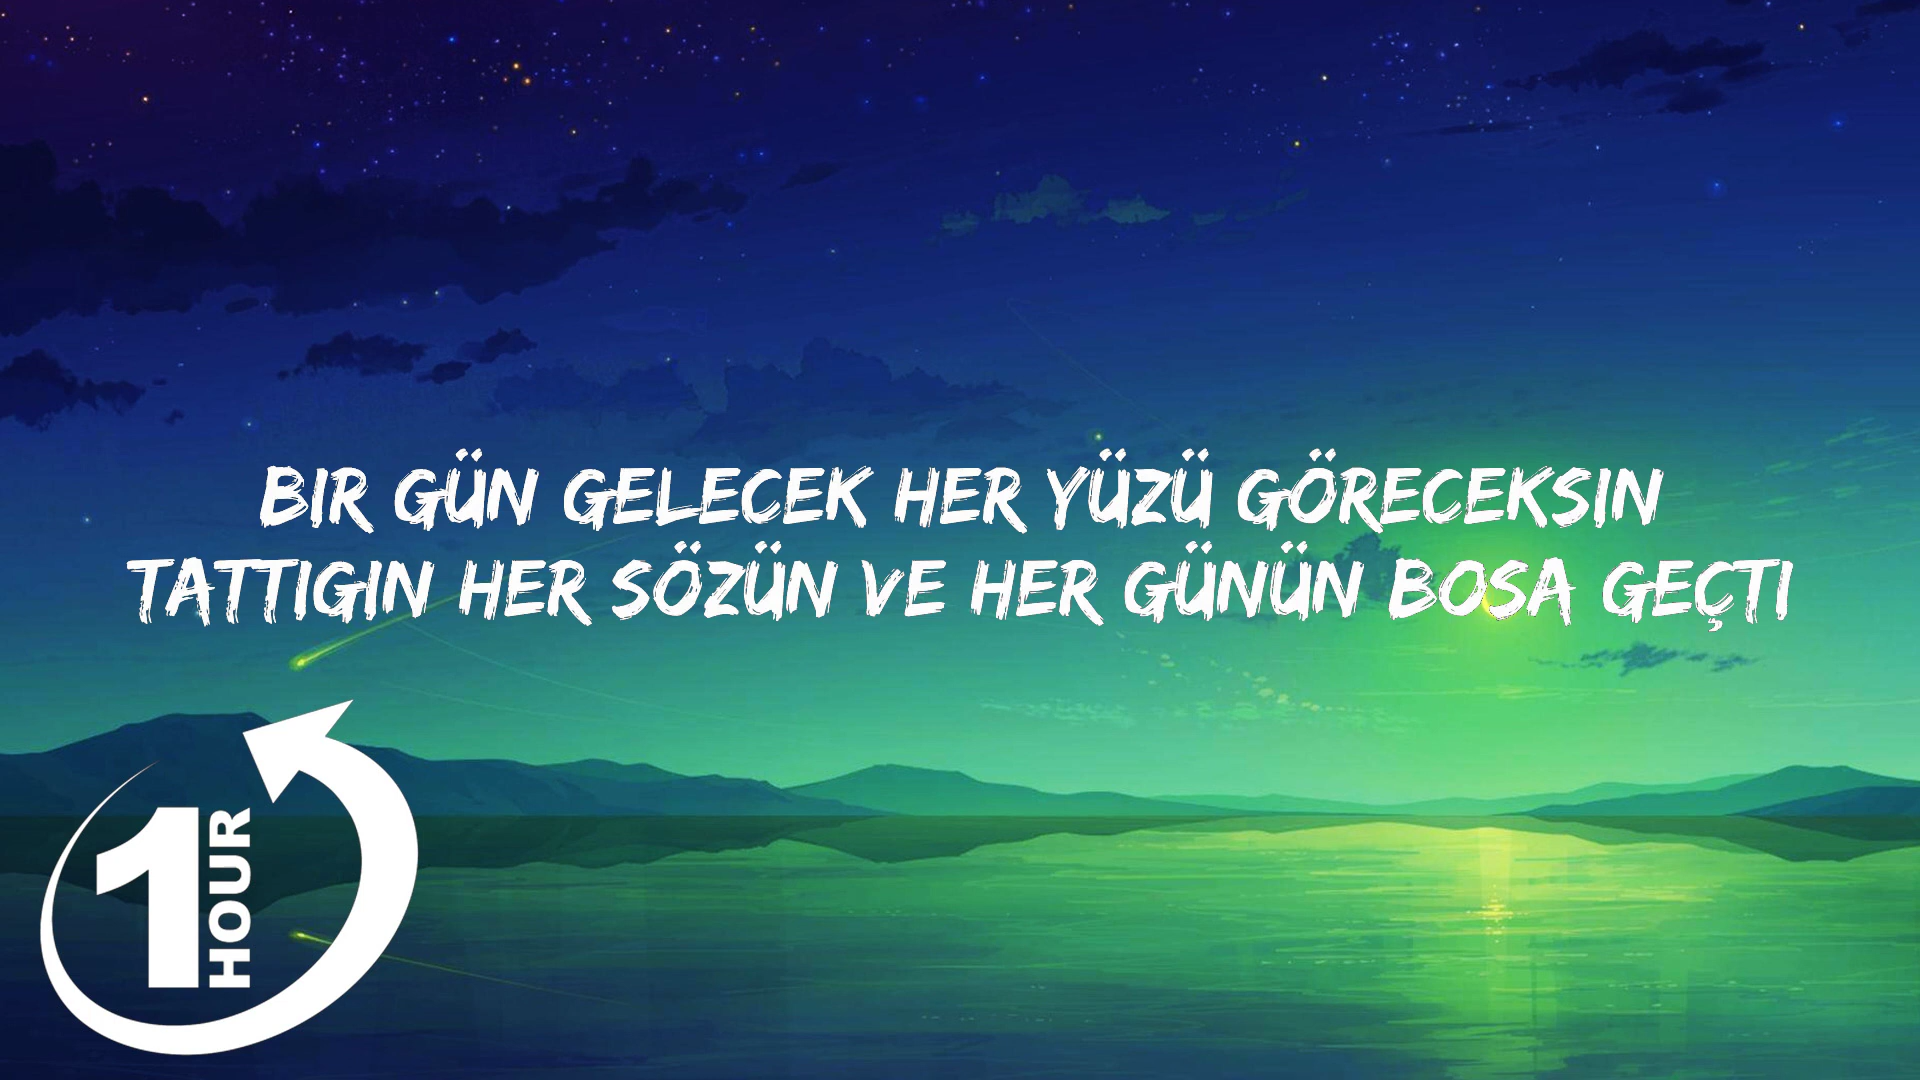 BIR GÜN GELECEK HER YÜZÜ GÖRECEKSIN
TATTIGIN HER SÖZÜN VE HER GÜNÜN BOSA GEÇTI
1 HOUR